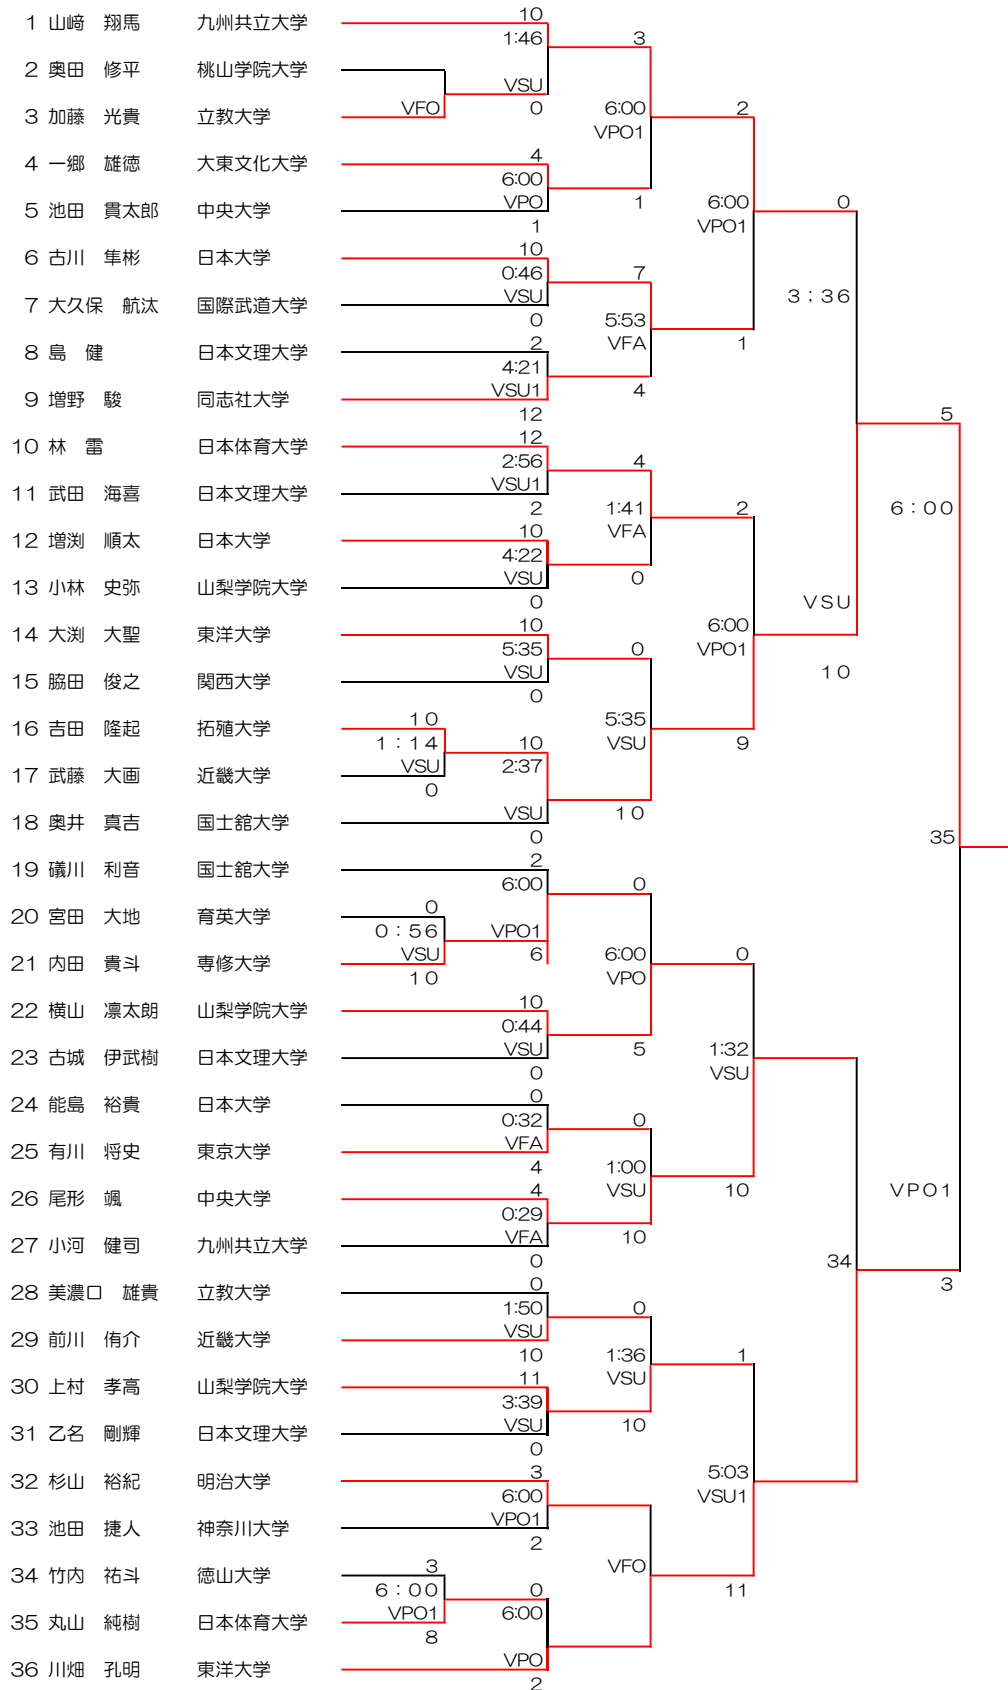 1 山﨑　翔馬 九州共立大学
2 奥田　修平 桃山学院大学
3 加藤　光貴 立教大学
4 一郷　雄徳 大東文化大学
5 池田　貫太郎 中央大学
6 古川　隼彬 日本大学
7 大久保　航汰 国際武道大学
8 島　健 日本文理大学
9 増野　駿 同志社大学
10 林　雷 日本体育大学
11 武田　海喜 日本文理大学
12 増渕　順太 日本大学
13 小林　史弥 山梨学院大学
14 大渕　大聖 東洋大学
15 脇田　俊之 関西大学
16 吉田　隆起 拓殖大学
17 武藤　大画 近畿大学
18 奥井　真吉 国士舘大学
19 礒川　利音 国士舘大学
20 宮田　大地 育英大学
21 内田　貴斗 専修大学
22 横山　凛太朗 山梨学院大学
23 古城　伊武樹 日本文理大学
24 能島　裕貴 日本大学
25 有川　将史 東京大学
26 尾形　颯 中央大学
27 小河　健司 九州共立大学
28 美濃口　雄貴 立教大学
29 前川　侑介 近畿大学
30 上村　孝高 山梨学院大学
31 乙名　剛輝 日本文理大学
32 杉山　裕紀 明治大学
33 池田　捷人 神奈川大学
34 竹内　祐斗 徳山大学
35 丸山　純樹 日本体育大学
36 川畑　孔明 東洋大学
VFO
10
1：14
VSU
0
0
0：56
VSU
10
3
6：00
VPO1
8
10
1:46
VSU
0
4
6:00
VPO
1
10
0:46
VSU
0
2
4:21
VSU1
12
12
2:56
VSU1
2
10
4:22
VSU
0
10
5:35
VSU
0
10
2:37
VSU
0
2
6:00
VPO1
6
10
0:44
VSU
0
0
0:32
VFA
4
4
0:29
VFA
0
0
1:50
VSU
10
11
3:39
VSU
0
3
6:00
VPO1
2
0
6:00
VPO
2
3
6:00
VPO1
1
7
5:53
VFA
4
4
1:41
VFA
0
0
5:35
VSU
10
0
6:00
VPO
5
0
1:00
VSU
10
0
1:36
VSU
10
VFO
2
6:00
VPO1
1
2
6:00
VPO1
9
0
1:32
VSU
10
1
5:03
VSU1
11
0
3；36
VSU
10
34
5
6：00
35
VPO1
3